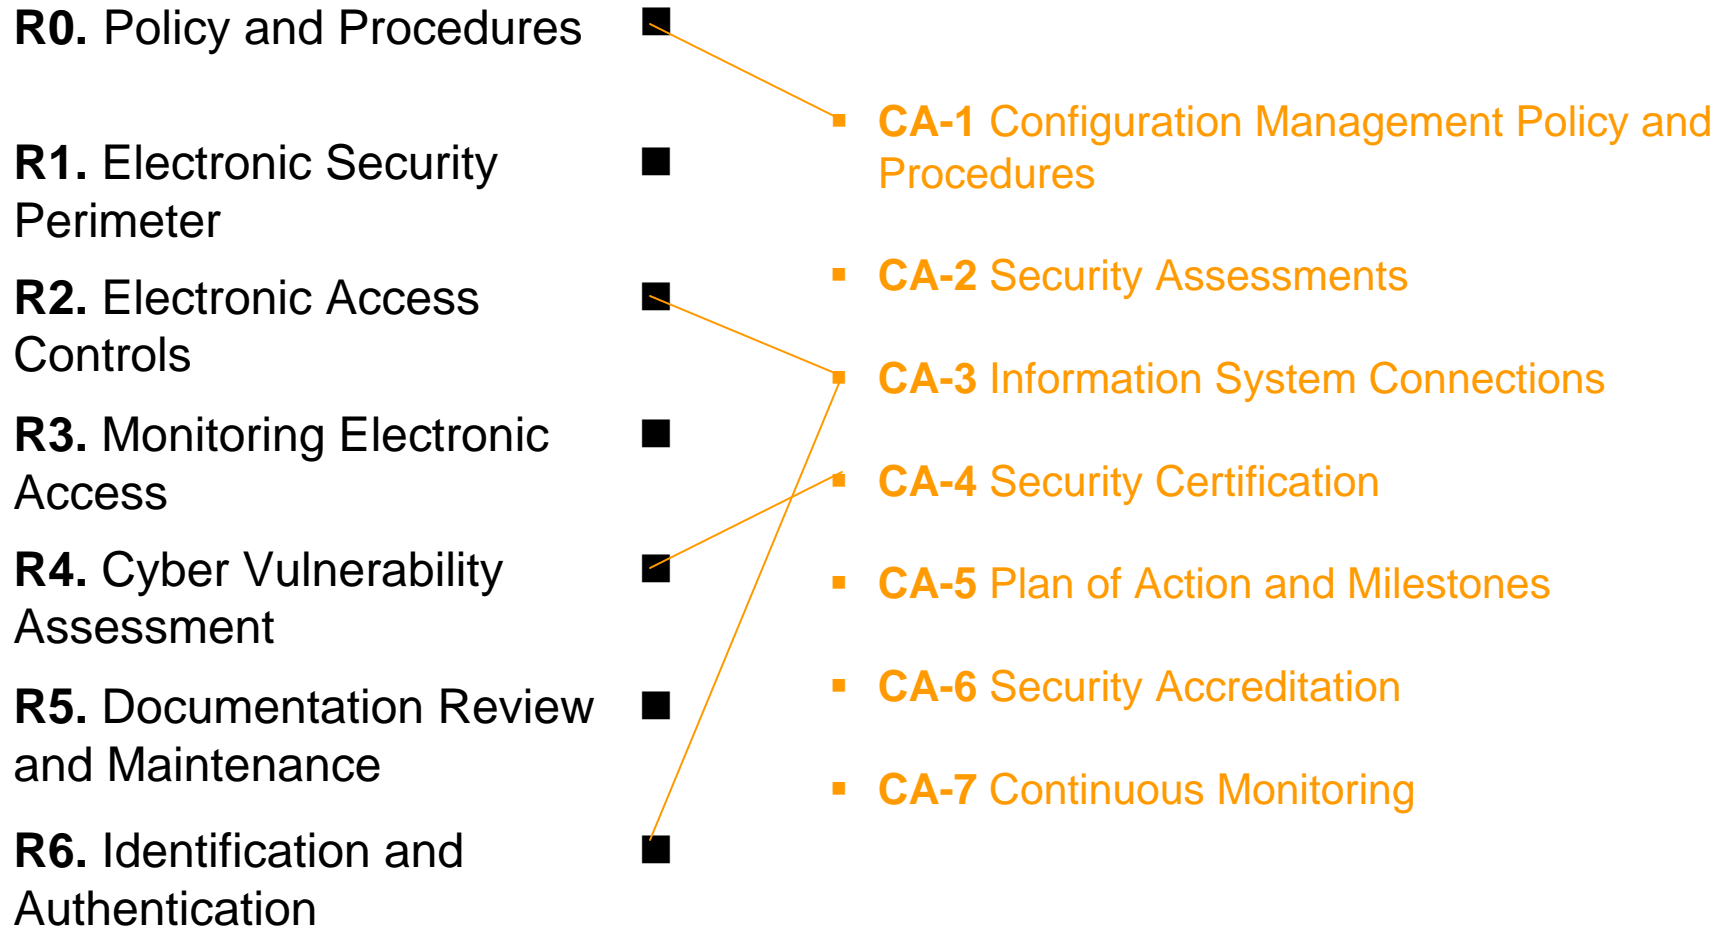 R0. Policy and Procedures
R1. Electronic Security
Perimeter
R2. Electronic Access
Controls
R3. Monitoring Electronic
Access
R4. Cyber Vulnerability
Assessment
R5. Documentation Review
and Maintenance
R6. Identification and
Authentication
CA-1 Configuration Management Policy and
Procedures
CA-2 Security Assessments
CA-3 Information System Connections
CA-4 Security Certification
CA-5 Plan of Action and Milestones
CA-6 Security Accreditation
CA-7 Continuous Monitoring